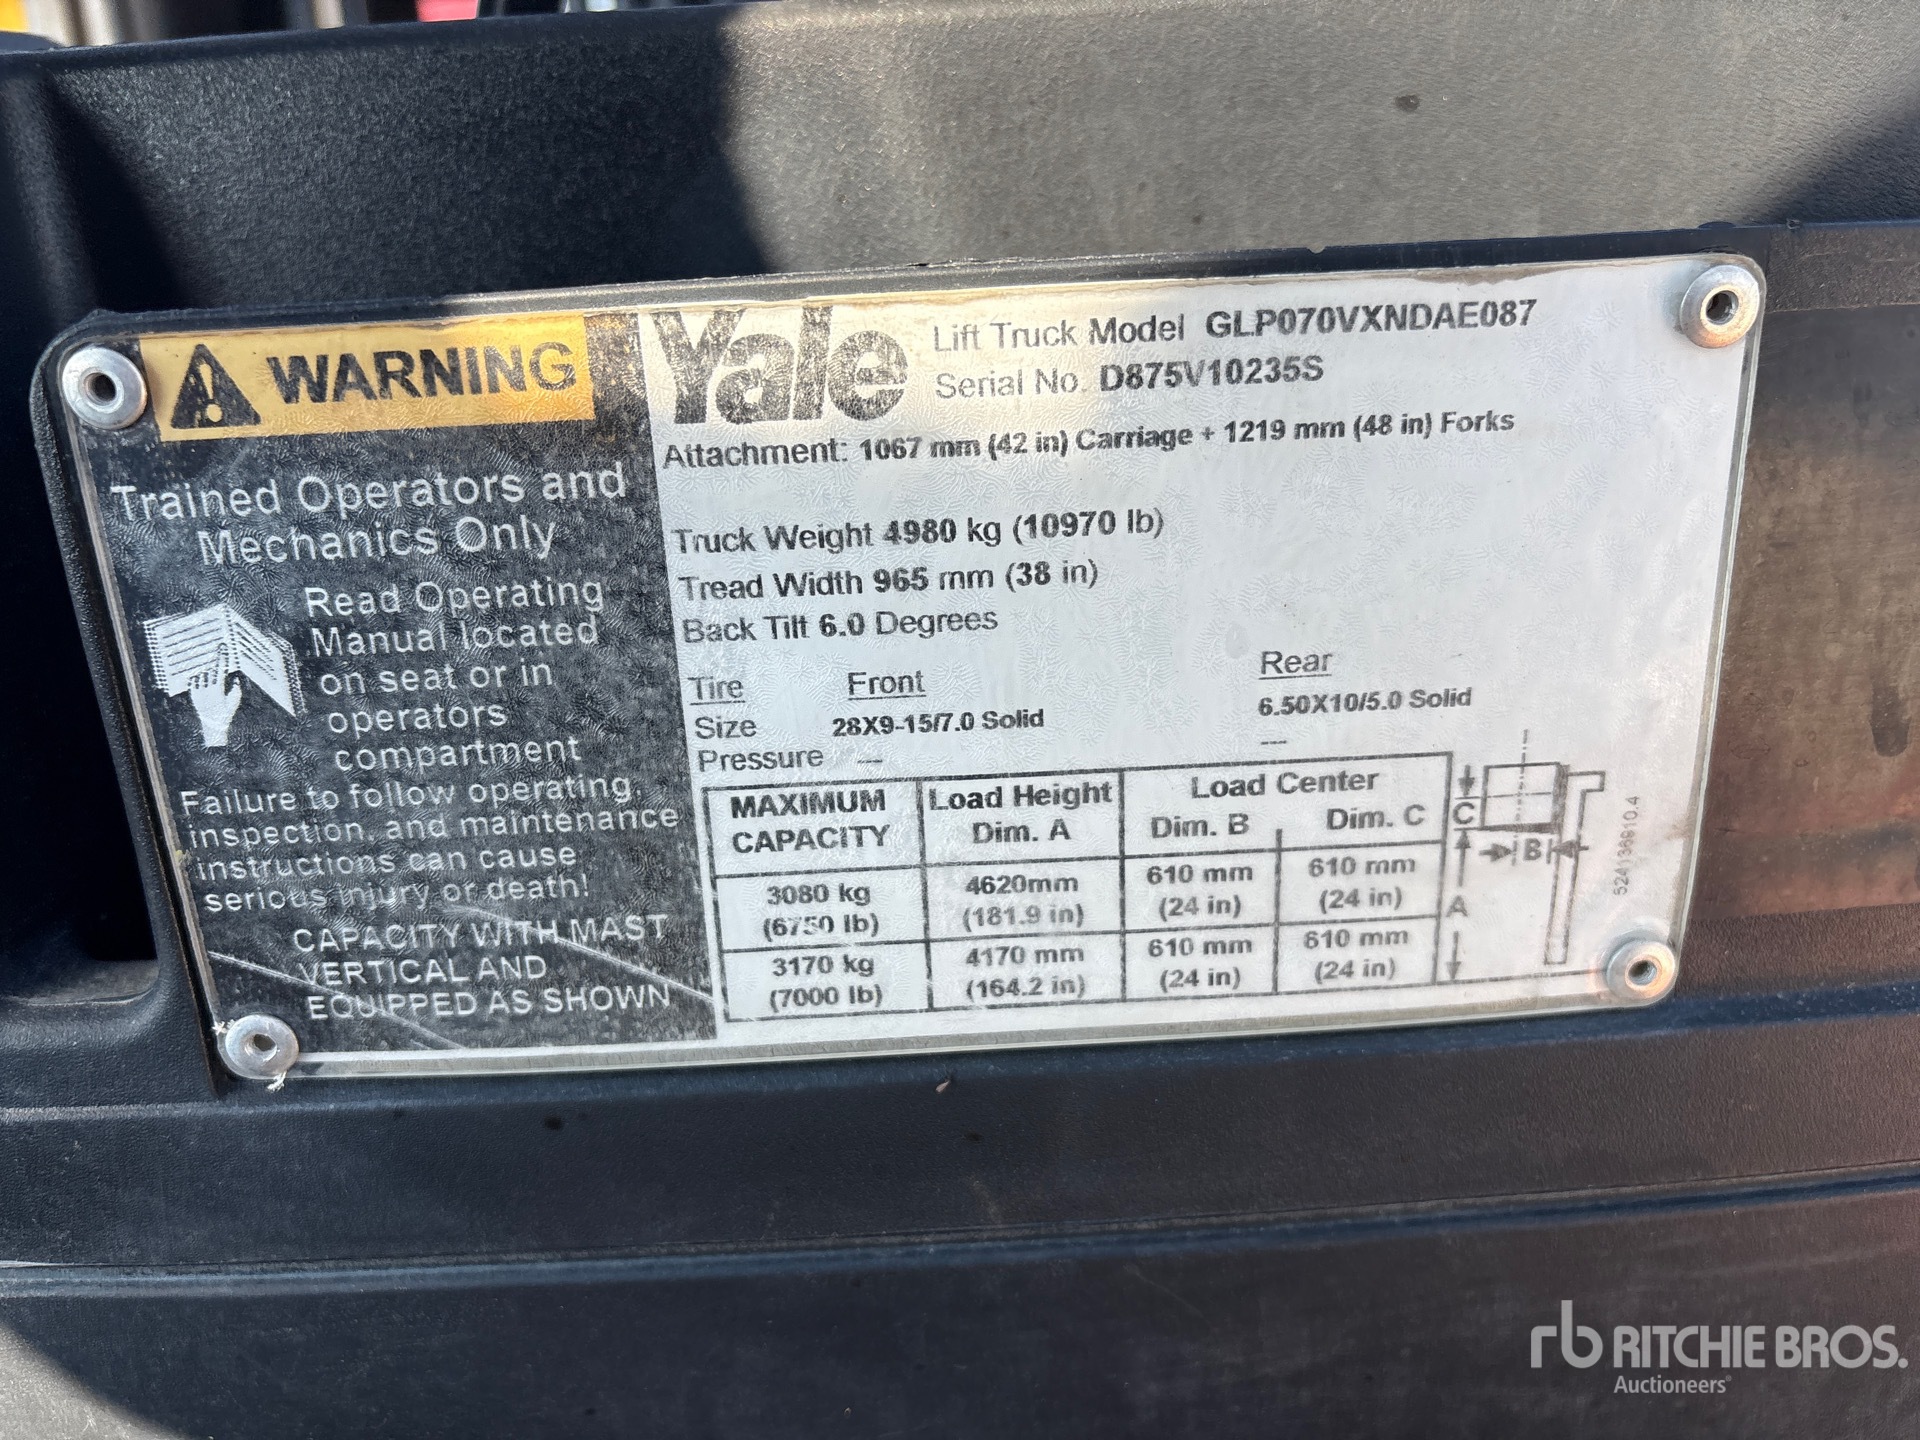 WARNING
Trained Operators and
Mechanics Only
Read Operating
Manual located
on seat or in
operators
compartment
Failure to follow operating,
inspection, and maintenance
instructions can cause
serious injury or death!
CAPACITY WITH MAST
VERTICAL AND
EQUIPPED AS SHOWN
Yale
Lift Truck Model GLP070VXNDAE087
Serial No. D875V10235S
Attachment: 1067 mm (42 in) Carriage + 1219 mm (48 in) Forks
Truck Weight 4980 kg (10970 lb)
Tread Width 965 mm (38 in)
Back Tilt 6.0 Degrees
Tire Front Rear
Size 28X9-15/7.0 Solid 6.50X10/5.0 Solid
Pressure --- ---
MAXIMUM CAPACITY Load Height Dim. A Load Center Dim. B Dim. C
3080 kg 4620mm 610 mm 610 mm
(6750 lb) (181.9 in) (24 in) (24 in)
3170 kg 4170 mm 610 mm 610 mm
(7000 lb) (164.2 in) (24 in) (24 in)
C
B
A
524136810.4
rb RITCHIE BROS.
Auctioneers